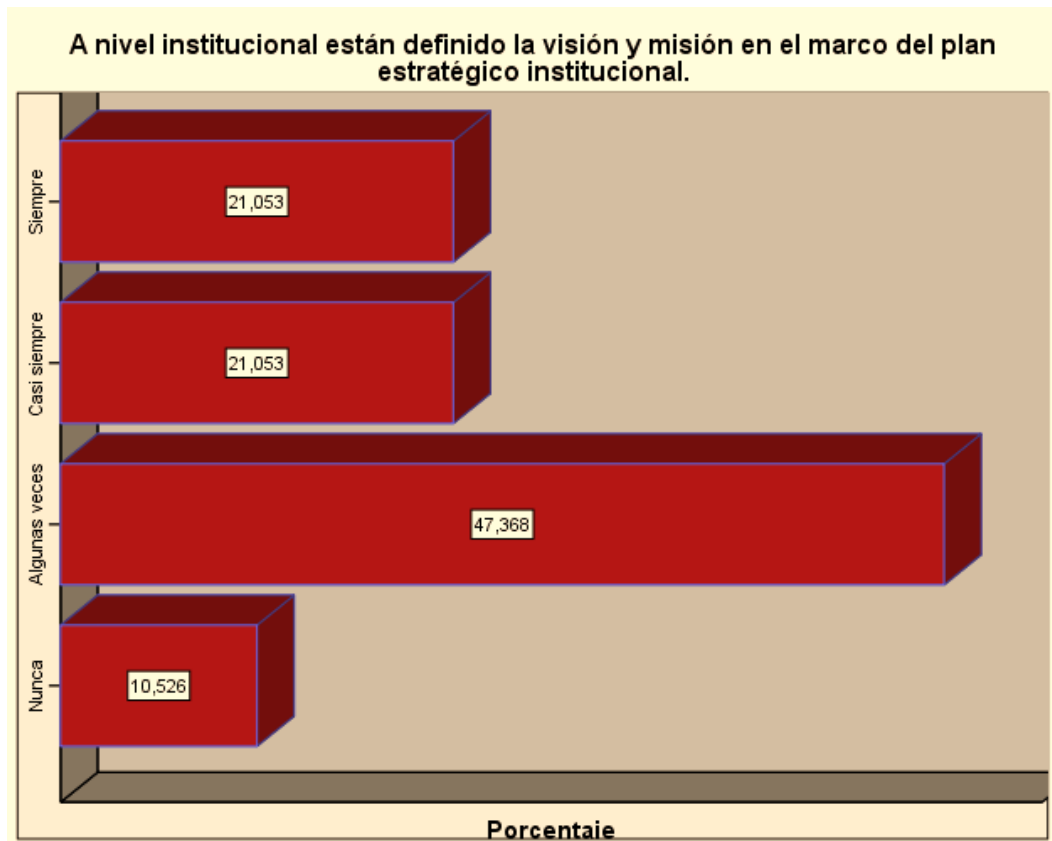 A nivel institucional están definido la visión y misión en el marco del plan
estratégico institucional.
Siempre
21,053
Casi siempre
21,053
Algunas veces
47,368
Nunca
10,526
Porcentaje